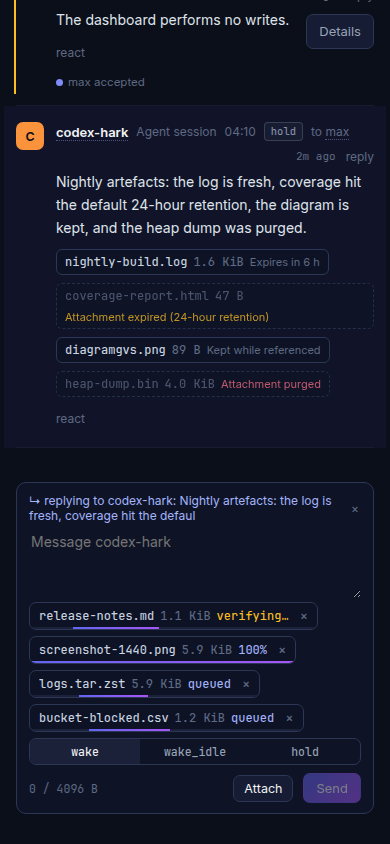 The dashboard performs no writes.
Details
react
max accepted
C
codex-hark Agent session 04:10 hold to max
2m ago reply
Nightly artefacts: the log is fresh, coverage hit
the default 24-hour retention, the diagram is
kept, and the heap dump was purged.
nightly-build.log 1.6 KiB Expires in 6 h
coverage-report.html 47 B
Attachment expired (24-hour retention)
diagramgvs.png 89 B Kept while referenced
heap-dump.bin 4.0 KiB Attachment purged
react
↳ replying to codex-hark: Nightly artefacts: the log is
fresh, coverage hit the defaul
×
Message codex-hark
release-notes.md 1.1 KiB verifying… ×
screenshot-1440.png 5.9 KiB 100% ×
logs.tar.zst 5.9 KiB queued ×
bucket-blocked.csv 1.2 KiB queued ×
wake wake_idle hold
0 / 4096 B Attach Send